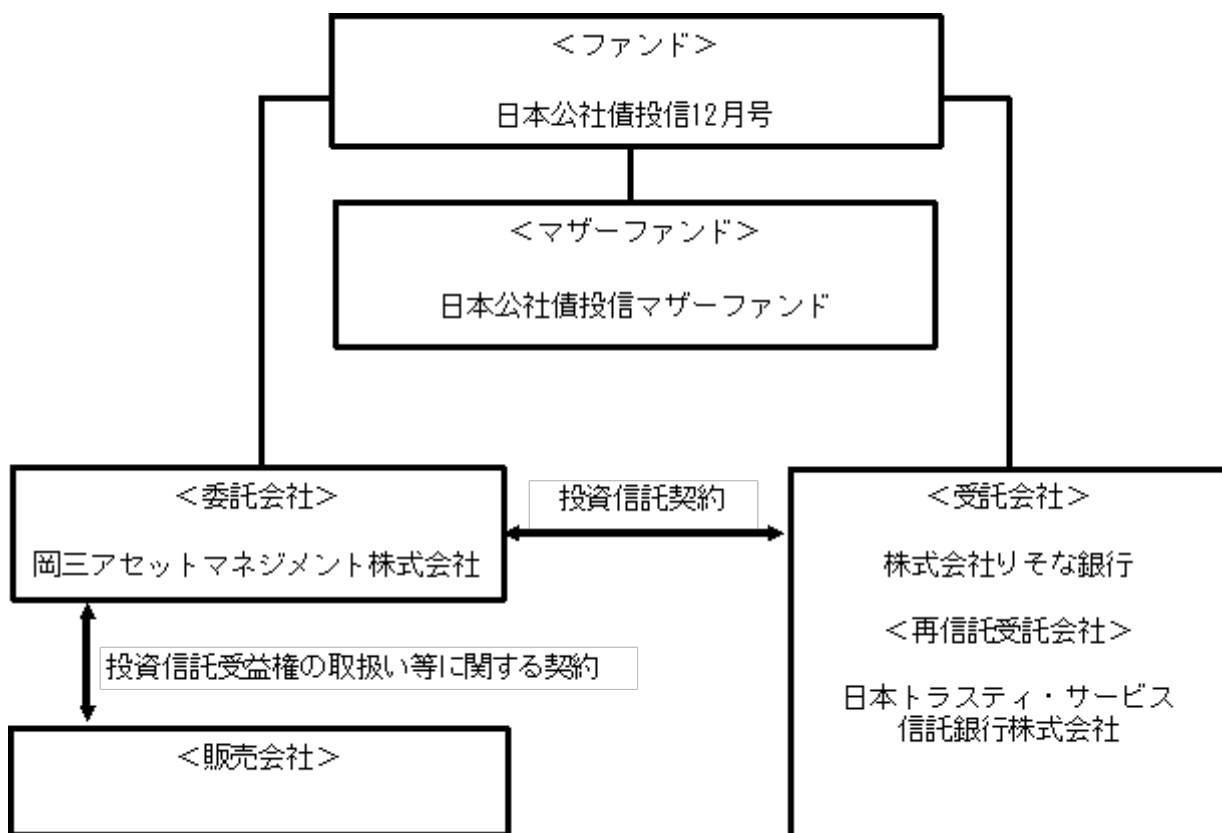 ＜ファンド＞
日本公社債投信12月号
＜マザーファンド＞
日本公社債投信マザーファンド
＜委託会社＞
岡三アセットマネジメント株式会社
投資信託契約
＜受託会社＞
株式会社りそな銀行
＜再信託受託会社＞
日本トラスティ・サービス
信託銀行株式会社
投資信託受益権の取扱い等に関する契約
＜販売会社＞